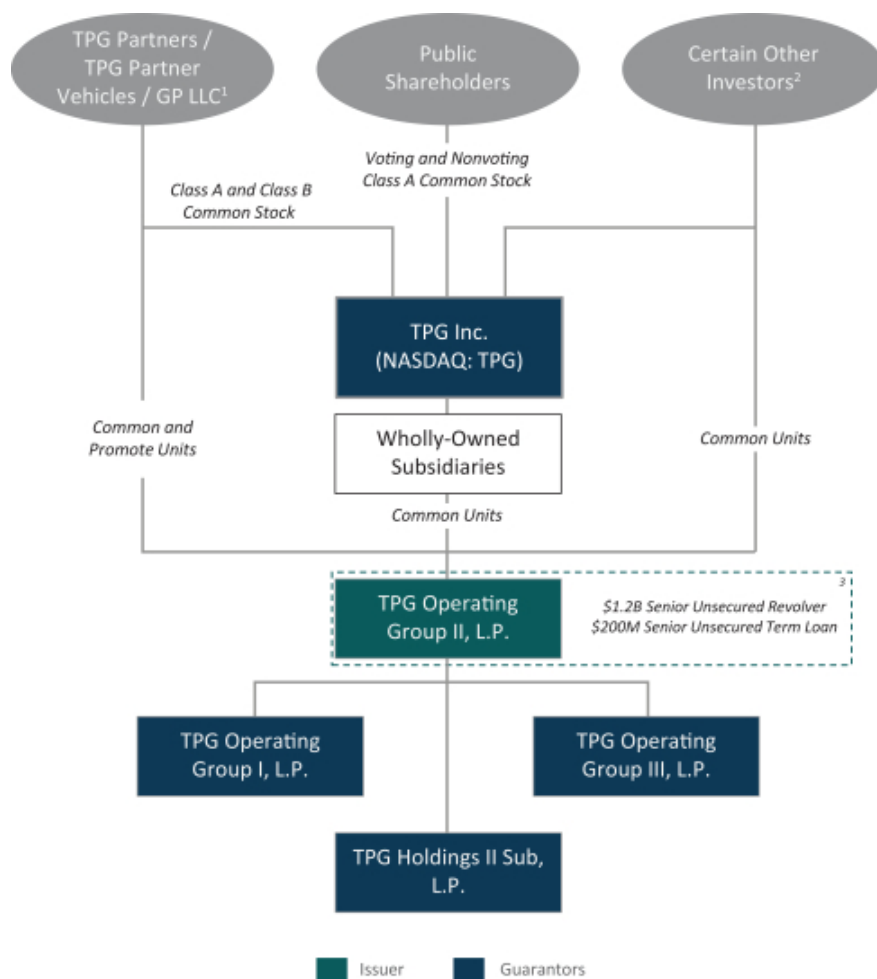 TPG Partners /
TPG Partner
Vehicles / GP LLC¹
Public
Shareholders
Certain Other
Investors²
Voting and Nonvoting
Class A Common Stock
Class A and Class B
Common Stock
TPG Inc.
(NASDAQ: TPG)
Common and
Promote Units
Wholly-Owned
Subsidiaries
Common Units
Common Units
TPG Operating
Group II, L.P.
3
$1.2B Senior Unsecured Revolver
$200M Senior Unsecured Term Loan
TPG Operating
Group I, L.P.
TPG Operating
Group III, L.P.
TPG Holdings II Sub,
L.P.
Issuer
Guarantors